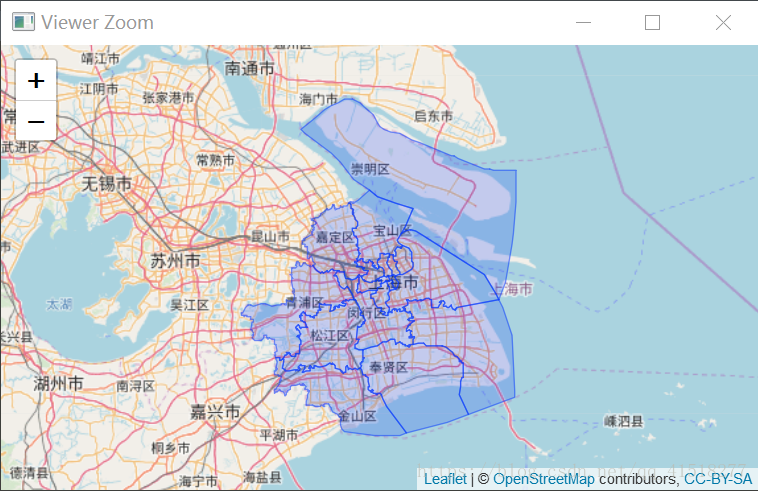 Viewer Zoom
+
−
靖江市
南通市
江阴市
张家港市
海门市
启东市
武进区
常熟市
崇明区
无锡市
昆山市
嘉定区
宝山区
苏州市
上海市
上海市
太湖
吴江区
青浦区
闵行区
长兴县
松江区
奉贤区
湖州市
南浔区
嘉兴市
金山区
嵊泗县
平湖市
桐乡市
德清县
海宁市
海盐县
Leaflet | © OpenStreetMap contributors, CC-BY-SA